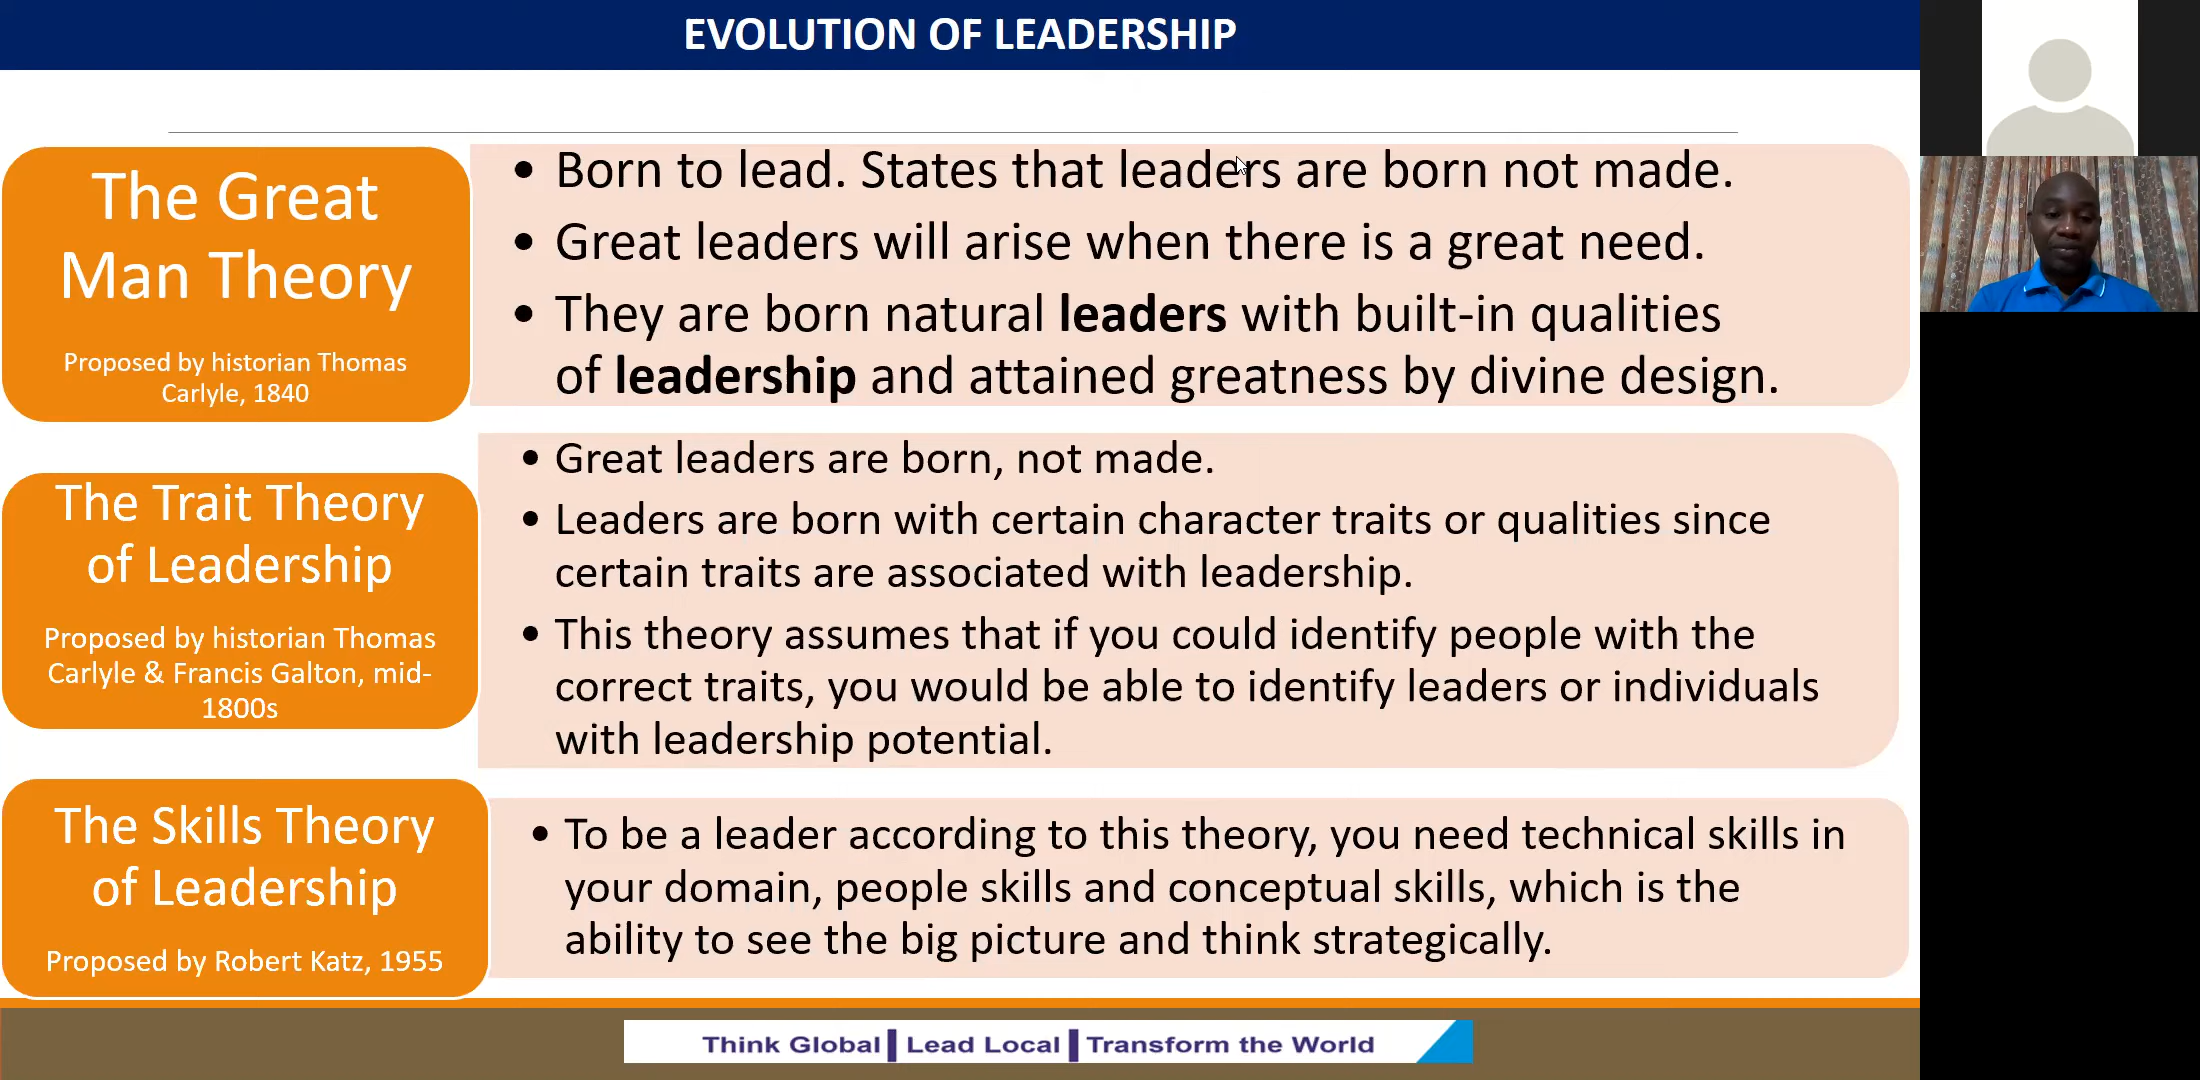 EVOLUTION OF LEADERSHIP
The Great
Man Theory
Proposed by historian Thomas
Carlyle, 1840
• Born to lead. States that leaders are born not made.
• Great leaders will arise when there is a great need.
• They are born natural leaders with built-in qualities
of leadership and attained greatness by divine design.
The Trait Theory
of Leadership
Proposed by historian Thomas
Carlyle & Francis Galton, mid-
1800s
• Great leaders are born, not made.
• Leaders are born with certain character traits or qualities since
certain traits are associated with leadership.
• This theory assumes that if you could identify people with the
correct traits, you would be able to identify leaders or individuals
with leadership potential.
The Skills Theory
of Leadership
Proposed by Robert Katz, 1955
• To be a leader according to this theory, you need technical skills in
your domain, people skills and conceptual skills, which is the
ability to see the big picture and think strategically.
Think Global | Lead Local | Transform the World